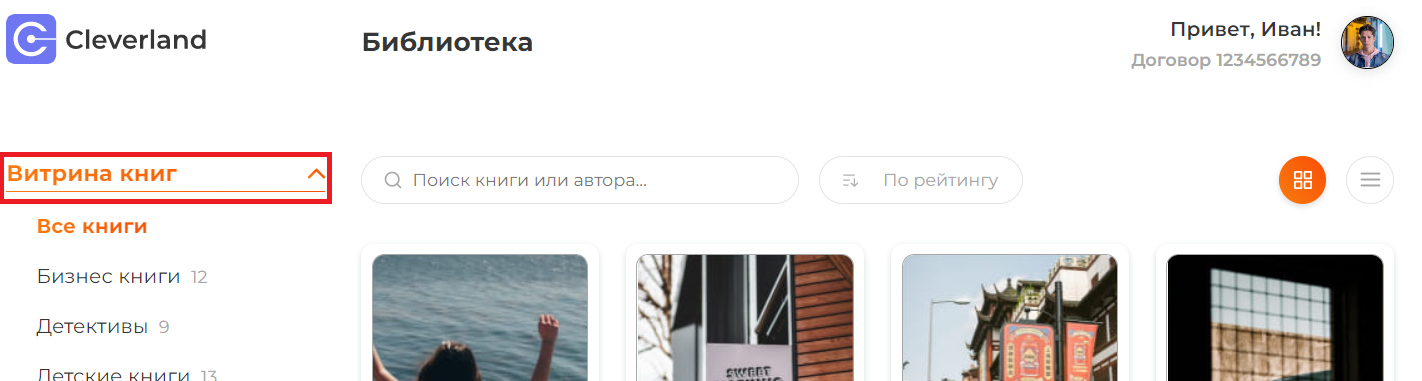 Cleverland
Библиотека
Привет, Иван!
Договор 1234566789
Витрина книг
Поиск книги или автора...
По рейтингу
Все книги
Бизнес книги 12
Детективы 9
Детские книги 13
SWEET